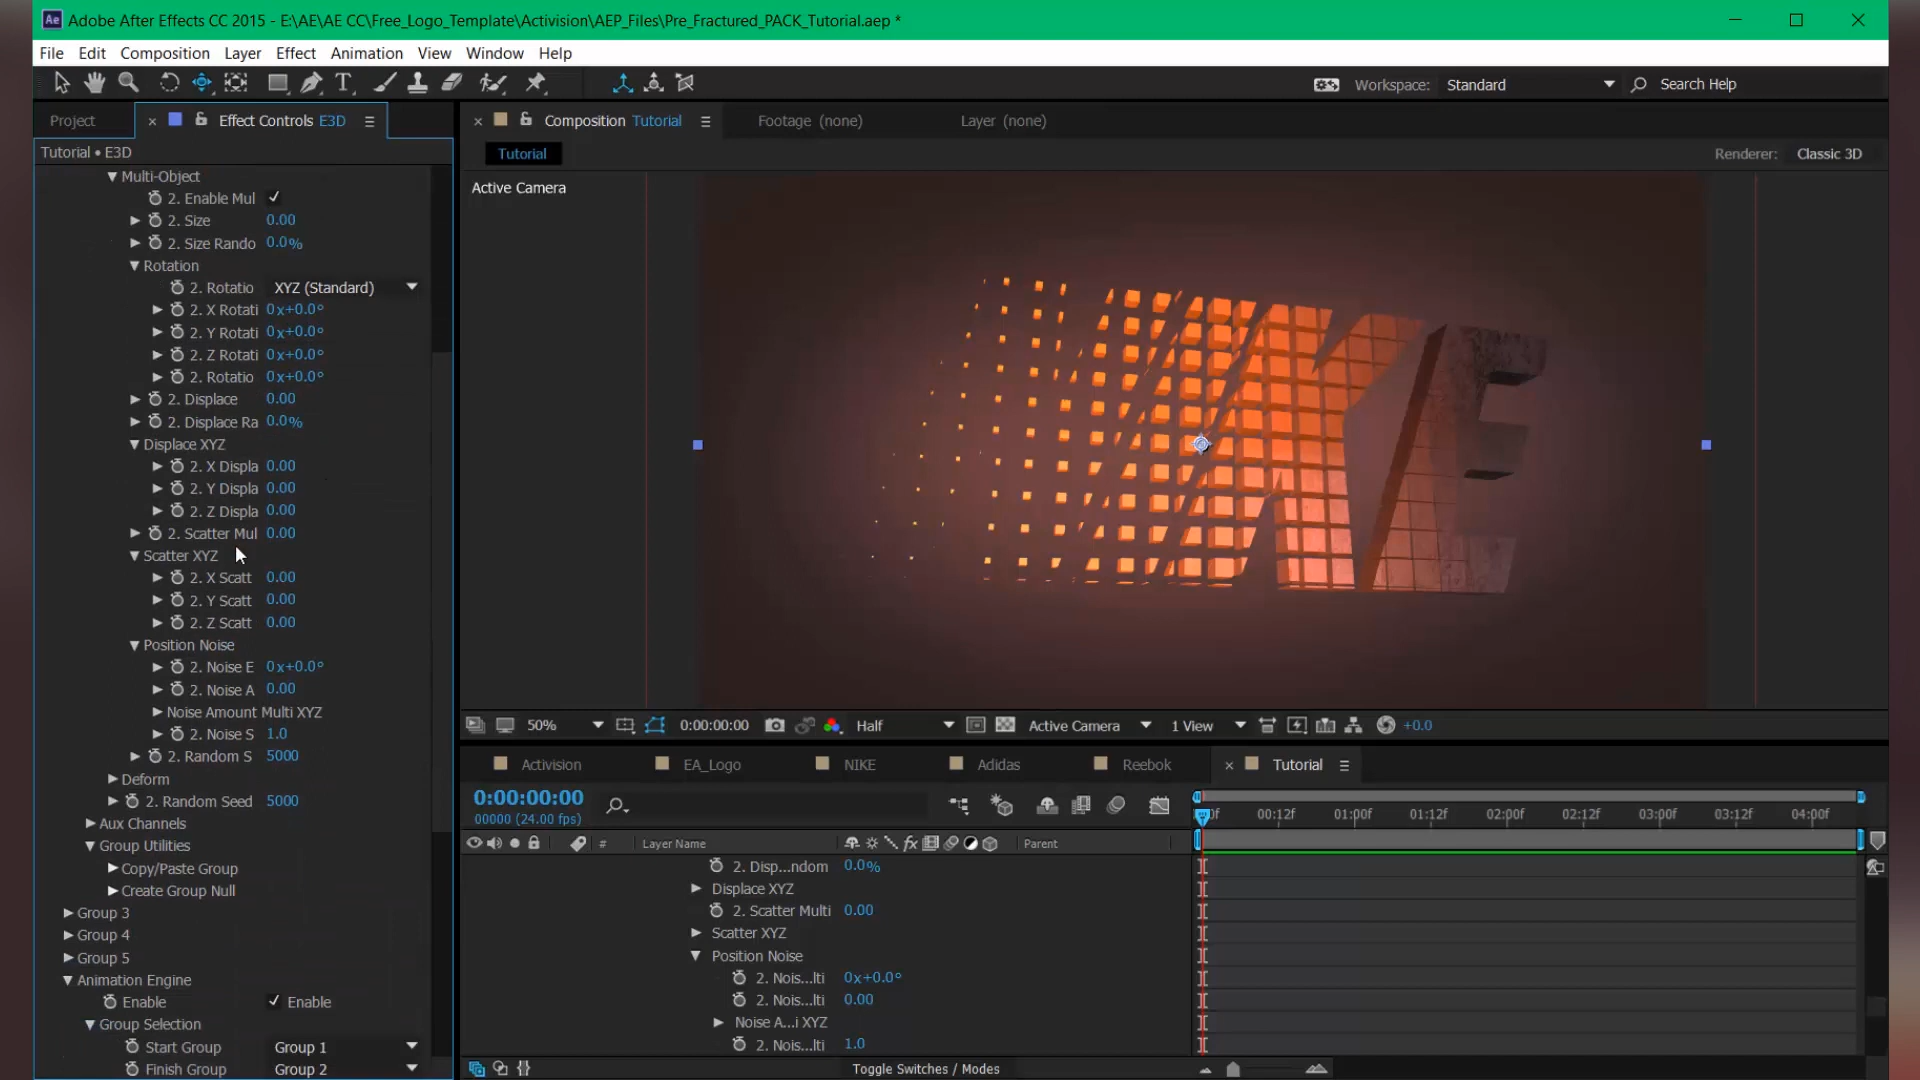 Adobe After Effects CC 2015 - E:\AE\AE CC\Free_Logo_Template\Activision\AEP_Files\Pre_Fractured_PACK_Tutorial.aep *
File Edit Composition Layer Effect Animation View Window Help
Workspace: Standard Search Help
Project Effect Controls E3D
Composition Tutorial Footage (none) Layer (none)
Tutorial • E3D
Tutorial
Renderer: Classic 3D
Active Camera
Multi-Object
2. Enable Mul
2. Size 0.00
2. Size Rando 0.0%
Rotation
2. Rotatio XYZ (Standard)
2. X Rotati 0x+0.0°
2. Y Rotati 0x+0.0°
2. Z Rotati 0x+0.0°
2. Rotatio 0x+0.0°
2. Displace 0.00
2. Displace Ra 0.0%
Displace XYZ
2. X Displa 0.00
2. Y Displa 0.00
2. Z Displa 0.00
2. Scatter Mul 0.00
Scatter XYZ
2. X Scatt 0.00
2. Y Scatt 0.00
2. Z Scatt 0.00
Position Noise
2. Noise E 0x+0.0°
2. Noise A 0.00
Noise Amount Multi XYZ
2. Noise S 1.0
2. Random S 5000
Deform
2. Random Seed 5000
Aux Channels
Group Utilities
Copy/Paste Group
Create Group Null
Group 3
Group 4
Group 5
Animation Engine
Enable Enable
Group Selection
Start Group Group 1
Finish Group Group 2
KE
50% 0:00:00:00 Half Active Camera 1 View +0.0
Activision EA_Logo NIKE Adidas Reebok Tutorial
0:00:00:00
00000 (24.00 fps)
00f 00:12f 01:00f 01:12f 02:00f 02:12f 03:00f 03:12f 04:00f
# Layer Name fx Parent
2. Disp...ndom 0.0%
Displace XYZ
2. Scatter Multi 0.00
Scatter XYZ
Position Noise
2. Nois...lti 0x+0.0°
2. Nois...lti 0.00
Noise A...i XYZ
2. Nois...lti 1.0
Toggle Switches / Modes